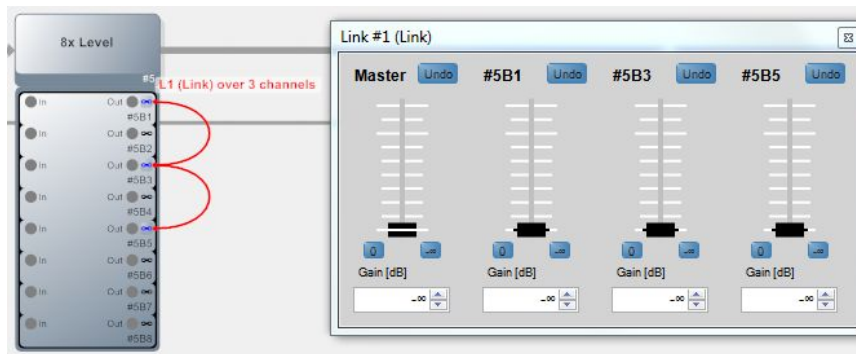 8x Level
#5
L1 (Link) over 3 channels
In Out
#5B1
In Out
#5B2
In Out
#5B3
In Out
#5B4
In Out
#5B5
In Out
#5B6
In Out
#5B7
In Out
#5B8
Link #1 (Link)
Master Undo #5B1 Undo #5B3 Undo #5B5 Undo
0 -∞ 0 -∞ 0 -∞ 0 -∞
Gain [dB] Gain [dB] Gain [dB] Gain [dB]
-∞ -∞ -∞ -∞